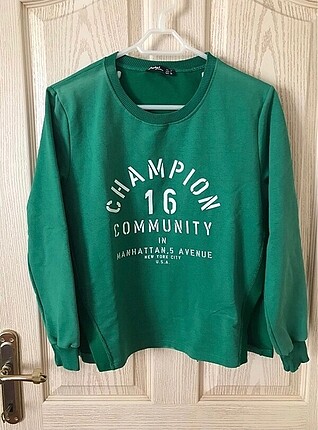 CHAMPION
16
COMMUNITY
IN
MANHATTAN,5 AVENUE
NEW YORK CITY
U.S.A.